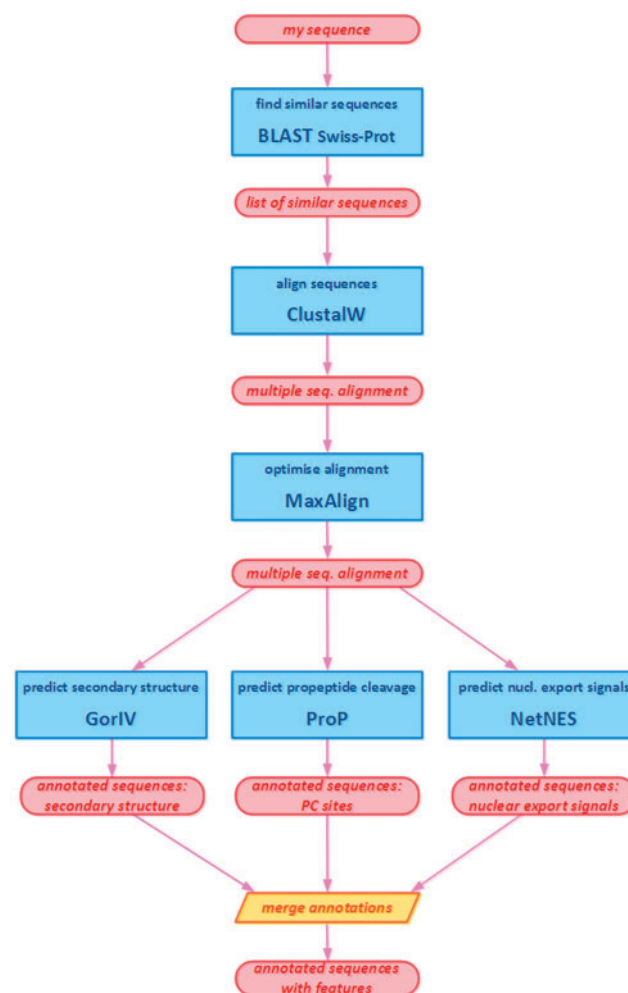 my sequence
find similar sequences
BLAST Swiss-Prot
list of similar sequences
align sequences
ClustalW
multiple seq. alignment
optimise alignment
MaxAlign
multiple seq. alignment
predict secondary structure
GorIV
predict propeptide cleavage
ProP
predict nucl. export signals
NetNES
annotated sequences:
secondary structure
annotated sequences:
PC sites
annotated sequences:
nuclear export signals
merge annotations
annotated sequences
with features